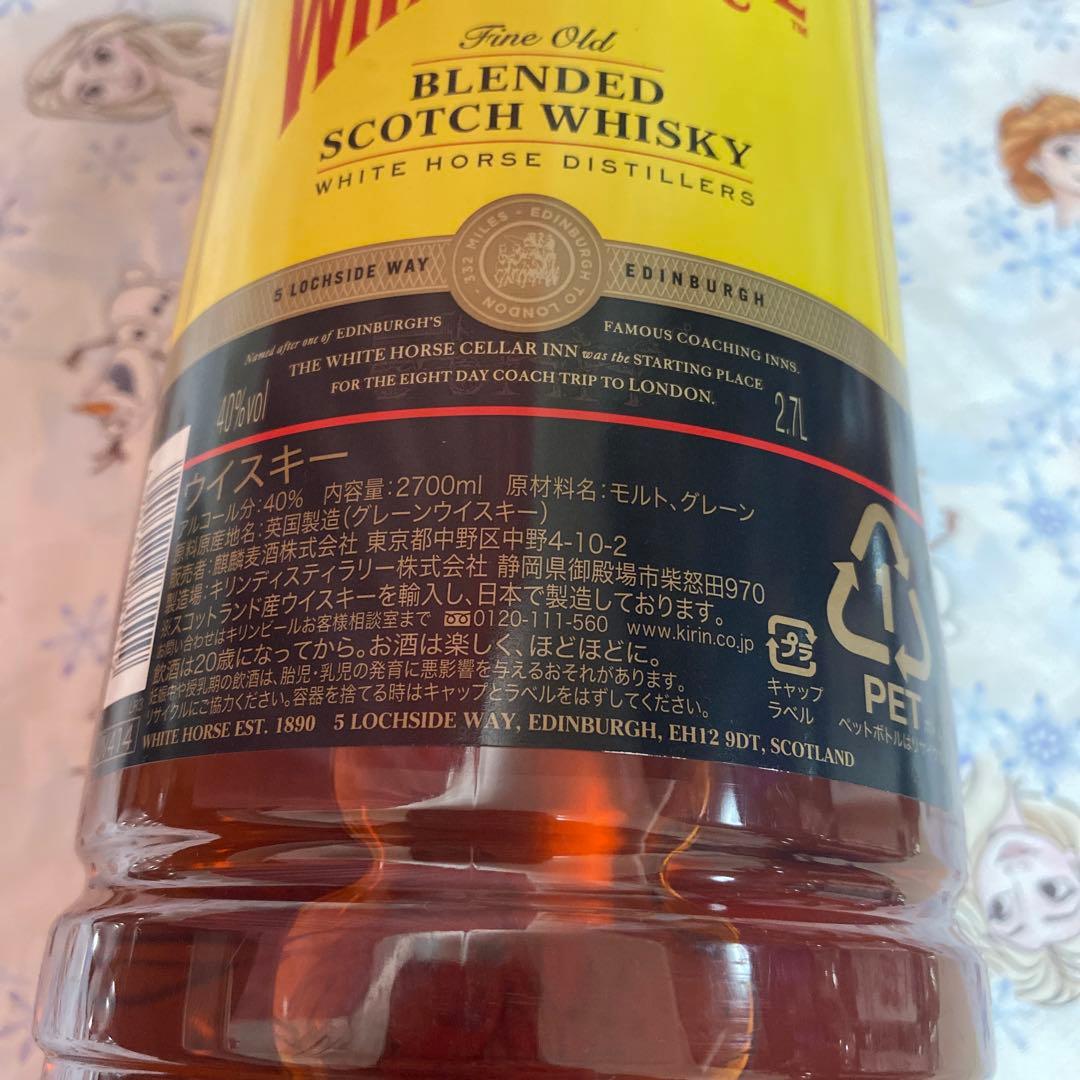 Fine Old
BLENDED
SCOTCH WHISKY
WHITE HORSE DISTILLERS
332 MILES - EDINBURGH TO LONDON -
5 LOCHSIDE WAY
EDINBURGH
Named after one of EDINBURGH'S FAMOUS COACHING INNS.
THE WHITE HORSE CELLAR INN was the STARTING PLACE
FOR THE EIGHT DAY COACH TRIP TO LONDON.
40%vol
2.7L
ウイスキー
アルコール分:40% 内容量:2700ml 原材料名:モルト、グレーン
原料原産地名:英国製造(グレーンウイスキー)
販売者:麒麟麦酒株式会社 東京都中野区中野4-10-2
製造場:キリンディスティラリー株式会社 静岡県御殿場市柴怒田970
※スコットランド産ウイスキーを輸入し、日本で製造しております。
お問い合わせはキリンビールお客様相談室まで 0120-111-560 www.kirin.co.jp
飲酒は20歳になってから。お酒は楽しく、ほどほどに。
妊娠中や授乳期の飲酒は、胎児・乳児の発育に悪影響を与えるおそれがあります。
リサイクルにご協力ください。容器を捨てる時はキャップとラベルをはずしてください。
プラ
キャップ
ラベル
1
PET
ペットボトルは
WHITE HORSE EST. 1890 5 LOCHSIDE WAY, EDINBURGH, EH12 9DT, SCOTLAND